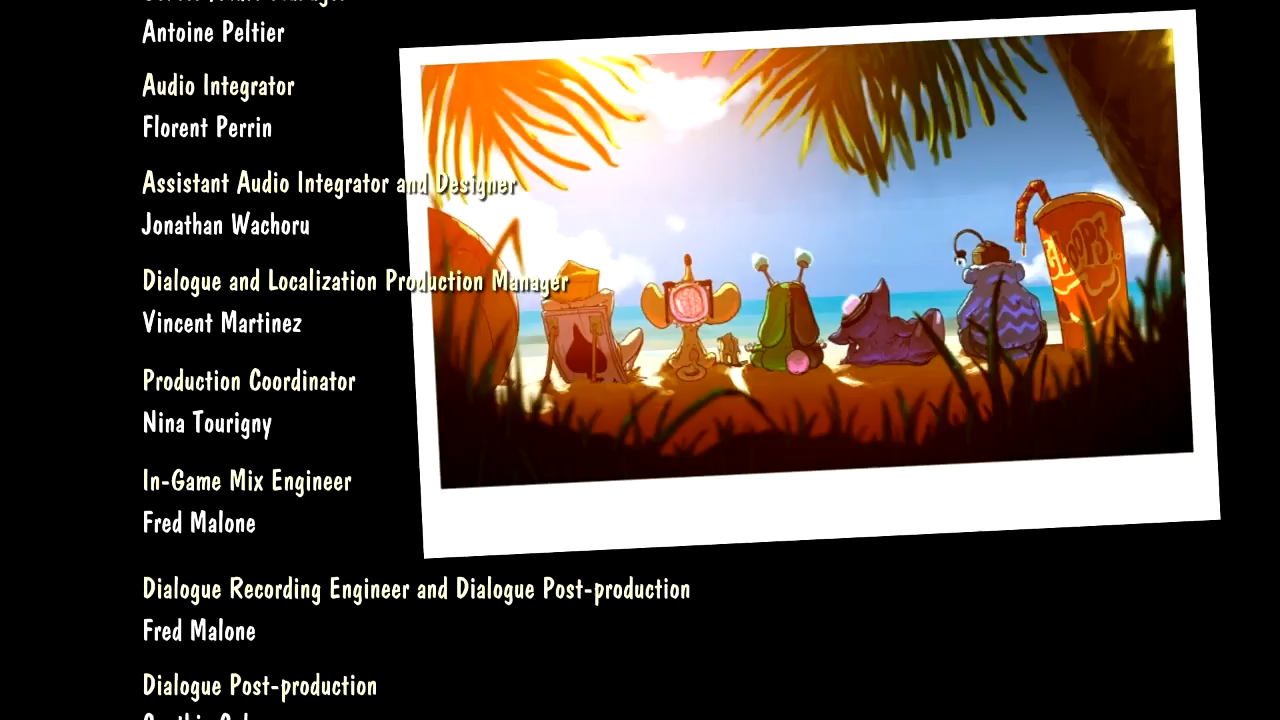 Antoine Peltier
Audio Integrator
Florent Perrin
Assistant Audio Integrator and Designer
Jonathan Wachoru
Dialogue and Localization Production Manager
Vincent Martinez
Production Coordinator
Nina Tourigny
In-Game Mix Engineer
Fred Malone
Dialogue Recording Engineer and Dialogue Post-production
Fred Malone
Dialogue Post-production